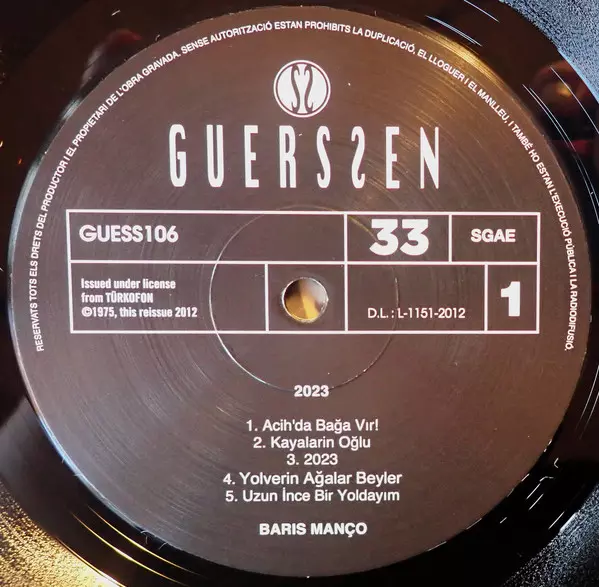 RESERVATS TOTS ELS DRETS DEL PRODUCTOR I EL PROPIETARI DE L'OBRA GRAVADA. SENSE AUTORITZACIÓ ESTAN PROHIBITS LA DUPLICACIÓ. EL LLOGUER I EL MANLLEU, I TAMBÉ HO ESTAN L'EXECUCIÓ PÚBLICA I LA RADIODIFUSIÓ.
GUERSSEN
GUESS106
33
SGAE
Issued under license
from TÜRKOFON
©1975, this reissue 2012
D.L. : L-1151-2012
1
2023
1. Acih'da Bağa Vır!
2. Kayalarin Oğlu
3. 2023
4. Yolverin Ağalar Beyler
5. Uzun İnce Bir Yoldayım
BARIS MANÇO